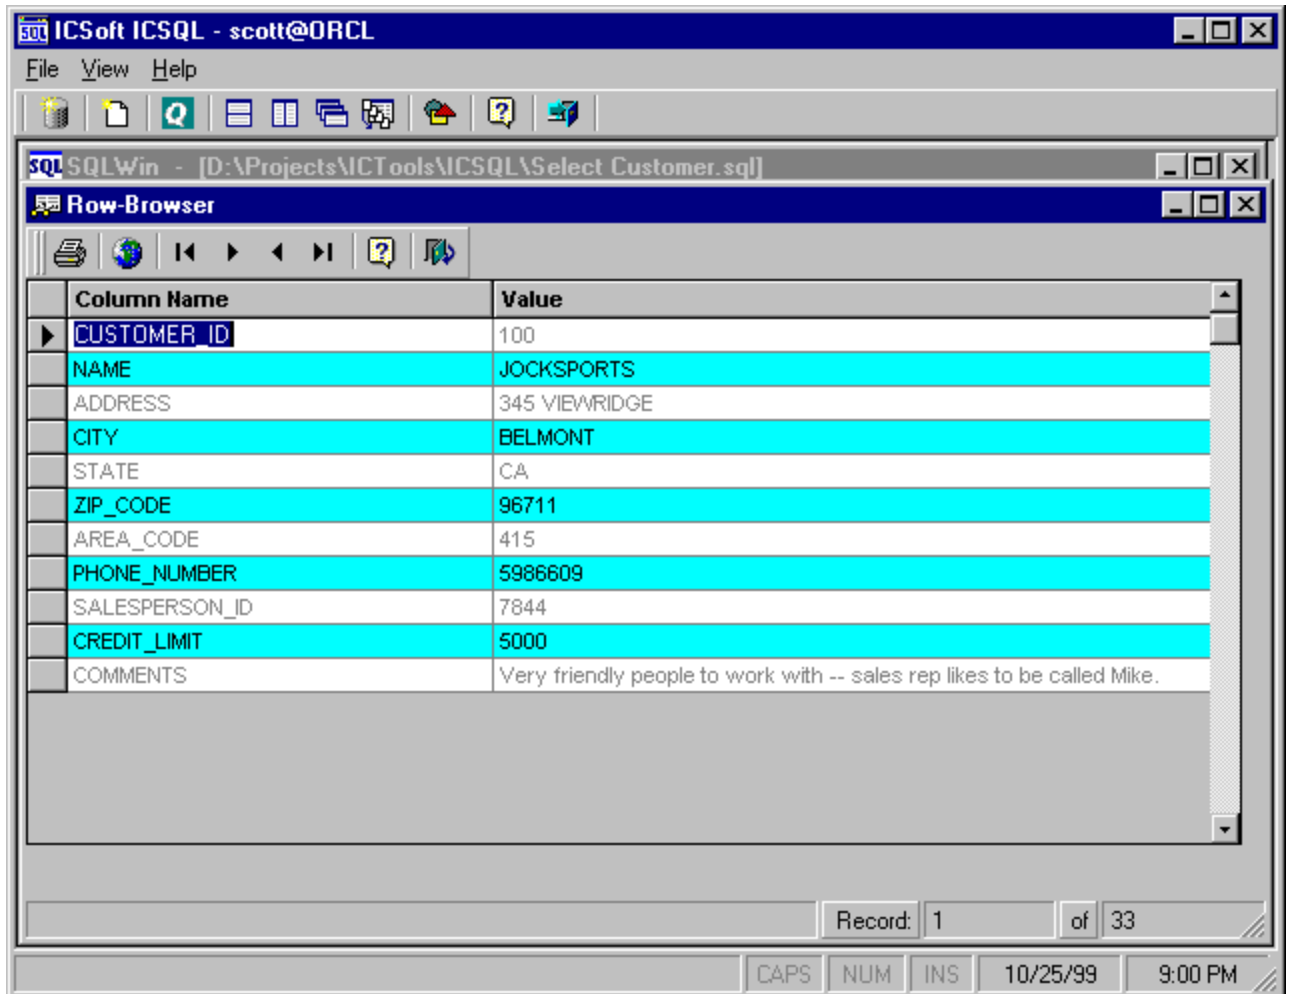 SQL ICSoft ICSQL - scott@ORCL
File View Help
Q ? 
SQL SQLWin - [D:\Projects\ICTools\ICSQL\Select Customer.sql]
Row-Browser
?
Column Name Value
CUSTOMER_ID 100
NAME JOCKSPORTS
ADDRESS 345 VIEWRIDGE
CITY BELMONT
STATE CA
ZIP_CODE 96711
AREA_CODE 415
PHONE_NUMBER 5986609
SALESPERSON_ID 7844
CREDIT_LIMIT 5000
COMMENTS Very friendly people to work with -- sales rep likes to be called Mike.
Record: 1 of 33
CAPS NUM INS 10/25/99 9:00 PM